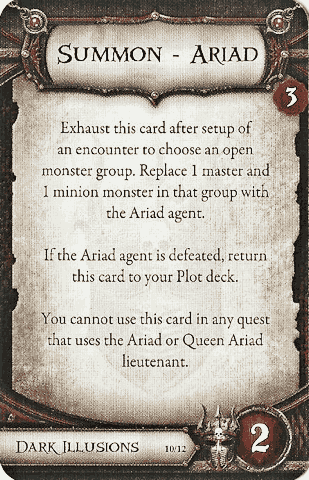 Summon - Ariad
3
Exhaust this card after setup of
an encounter to choose an open
monster group. Replace 1 master and
1 minion monster in that group with
the Ariad agent.
If the Ariad agent is defeated, return
this card to your Plot deck.
You cannot use this card in any quest
that uses the Ariad or Queen Ariad
lieutenant.
Dark Illusions 10/12
2